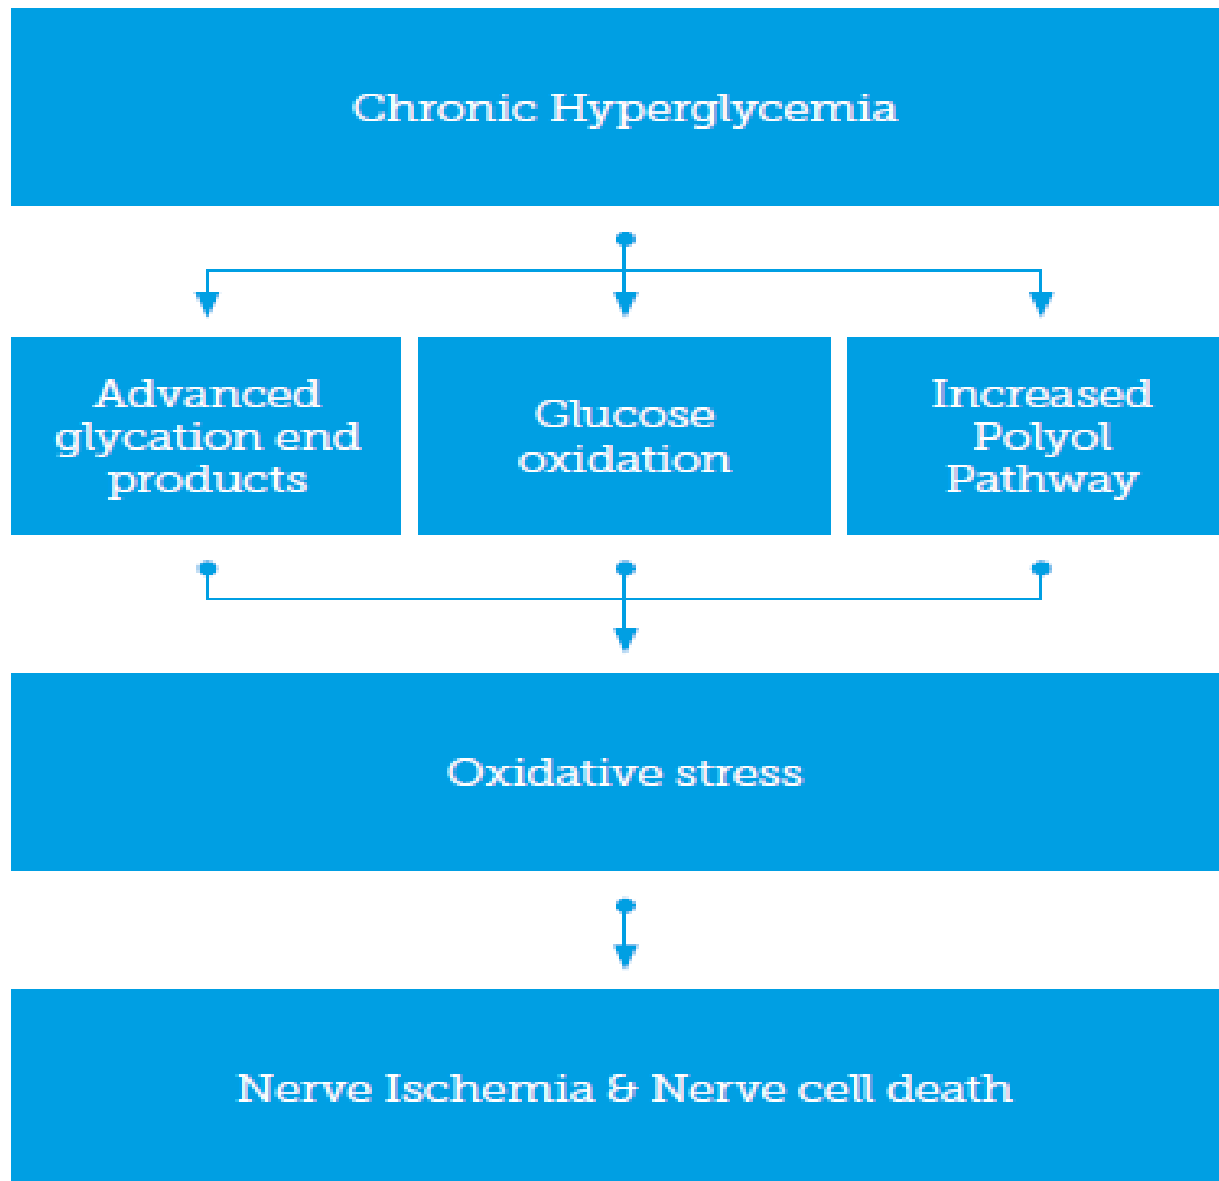 Chronic Hyperglycemia
Advanced
glycation end
products
Glucose
oxidation
Increased
Polyol
Pathway
Oxidative stress
Nerve Ischemia & Nerve cell death